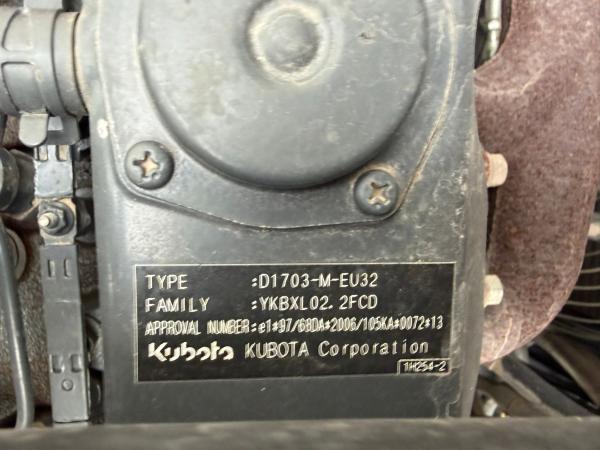 TYPE :D1703-M-EU32
FAMILY :YKBXL02.2FCD
APPROVAL NUMBER:e1*97/68DA*2006/105KA*0072*13
Kubota KUBOTA Corporation
1H254-2